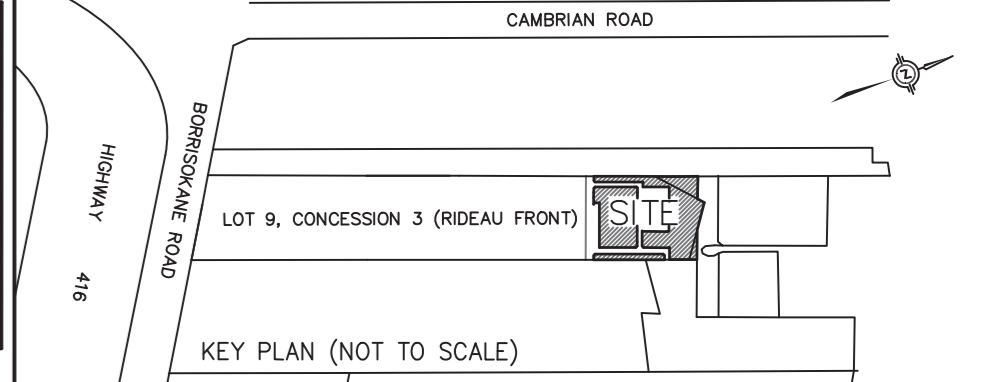 CAMBRIAN ROAD
N
BORRISOKANE ROAD
HIGHWAY 416
LOT 9, CONCESSION 3 (RIDEAU FRONT)
SITE
KEY PLAN (NOT TO SCALE)